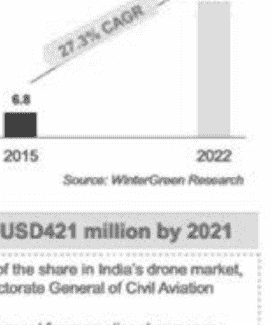 27.3% CAGR
6.8
2015 2022
Source: WinterGreen Research
USD421 million by 2021
of the share in India's drone market,
ctorate General of Civil Aviation